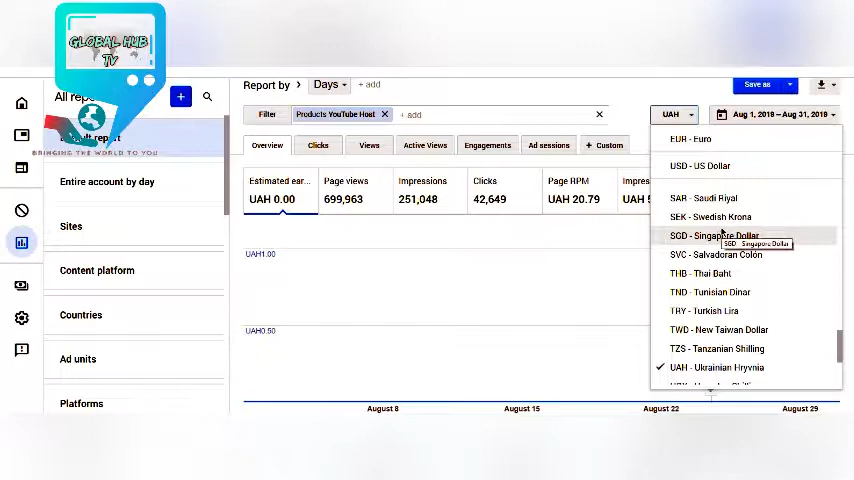 GLOBAL HUB
TV
BRINGING THE WORLD TO YOU
All
Entire account by day
Sites
Content platform
Countries
Ad units
Platforms
Report by > Days + add
Save as
Filter Products YouTube Host × + add ×
UAH Aug 1, 2019 – Aug 31, 2019
Overview Clicks Views Active Views Engagements Ad sessions + Custom
Estimated ear... Page views Impressions Clicks Page RPM Impres
UAH 0.00 699,963 251,048 42,649 UAH 20.79 UAH
UAH1.00
UAH0.50
August 8 August 15 August 22 August 29
EUR - Euro
USD - US Dollar
SAR - Saudi Riyal
SEK - Swedish Krona
SGD - Singapore Dollar
SGD - Singapore Dollar
SVC - Salvadoran Colón
THB - Thai Baht
TND - Tunisian Dinar
TRY - Turkish Lira
TWD - New Taiwan Dollar
TZS - Tanzanian Shilling
UAH - Ukrainian Hryvnia